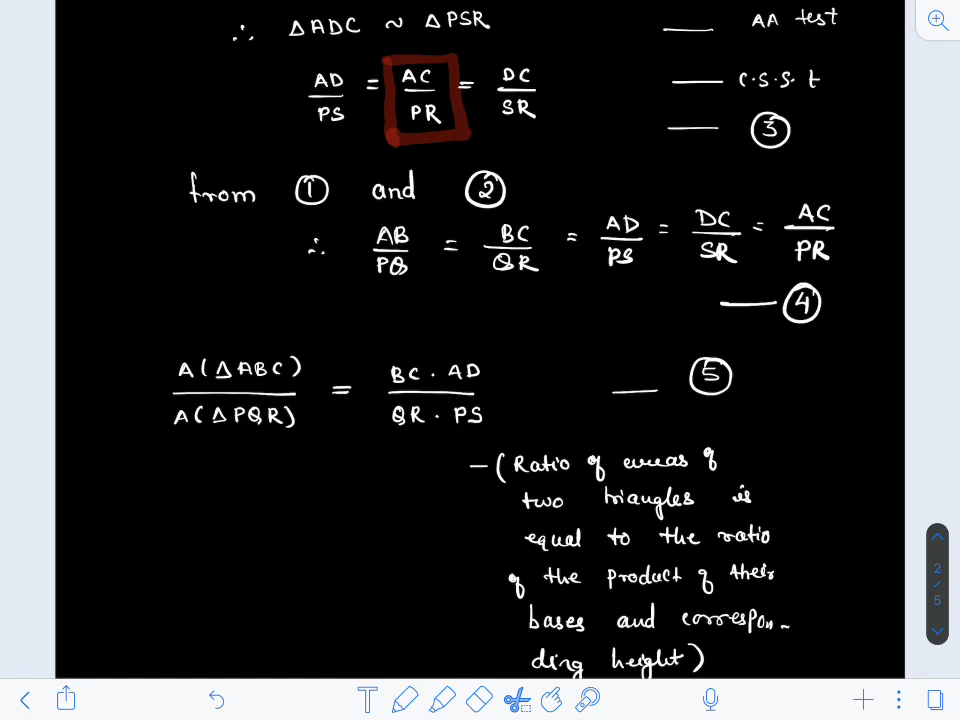 ∴ ΔADC ~ ΔPSR —— AA test
AD/PS = AC/PR = DC/SR —— c.s.s.t
—— ③
from ① and ②
∴ AB/PQ = BC/QR = AD/PS = DC/SR = AC/PR
—— ④
A(ΔABC)/A(ΔPQR) = BC . AD/QR . PS —— ⑤
—(Ratio of areas of
two triangles is
equal to the ratio
of the product of their
bases and correspon-
ding height)
2/5